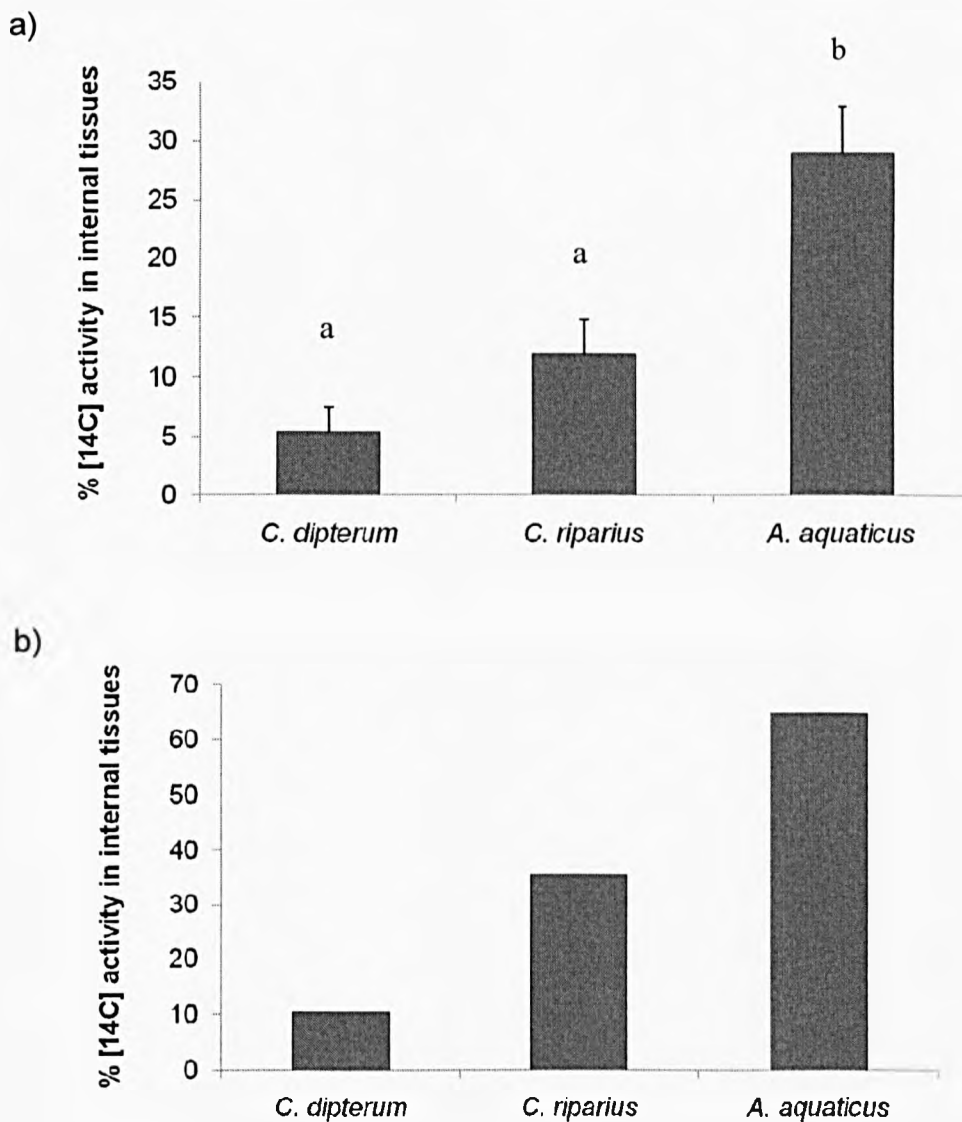 a)
b
35
30
25
20
15
10
5
0
a
a
% [14C] activity in internal tissues
C. dipterum C. riparius A. aquaticus
b)
70
60
50
40
30
20
10
0
% [14C] activity in internal tissues
C. dipterum C. riparius A. aquaticus